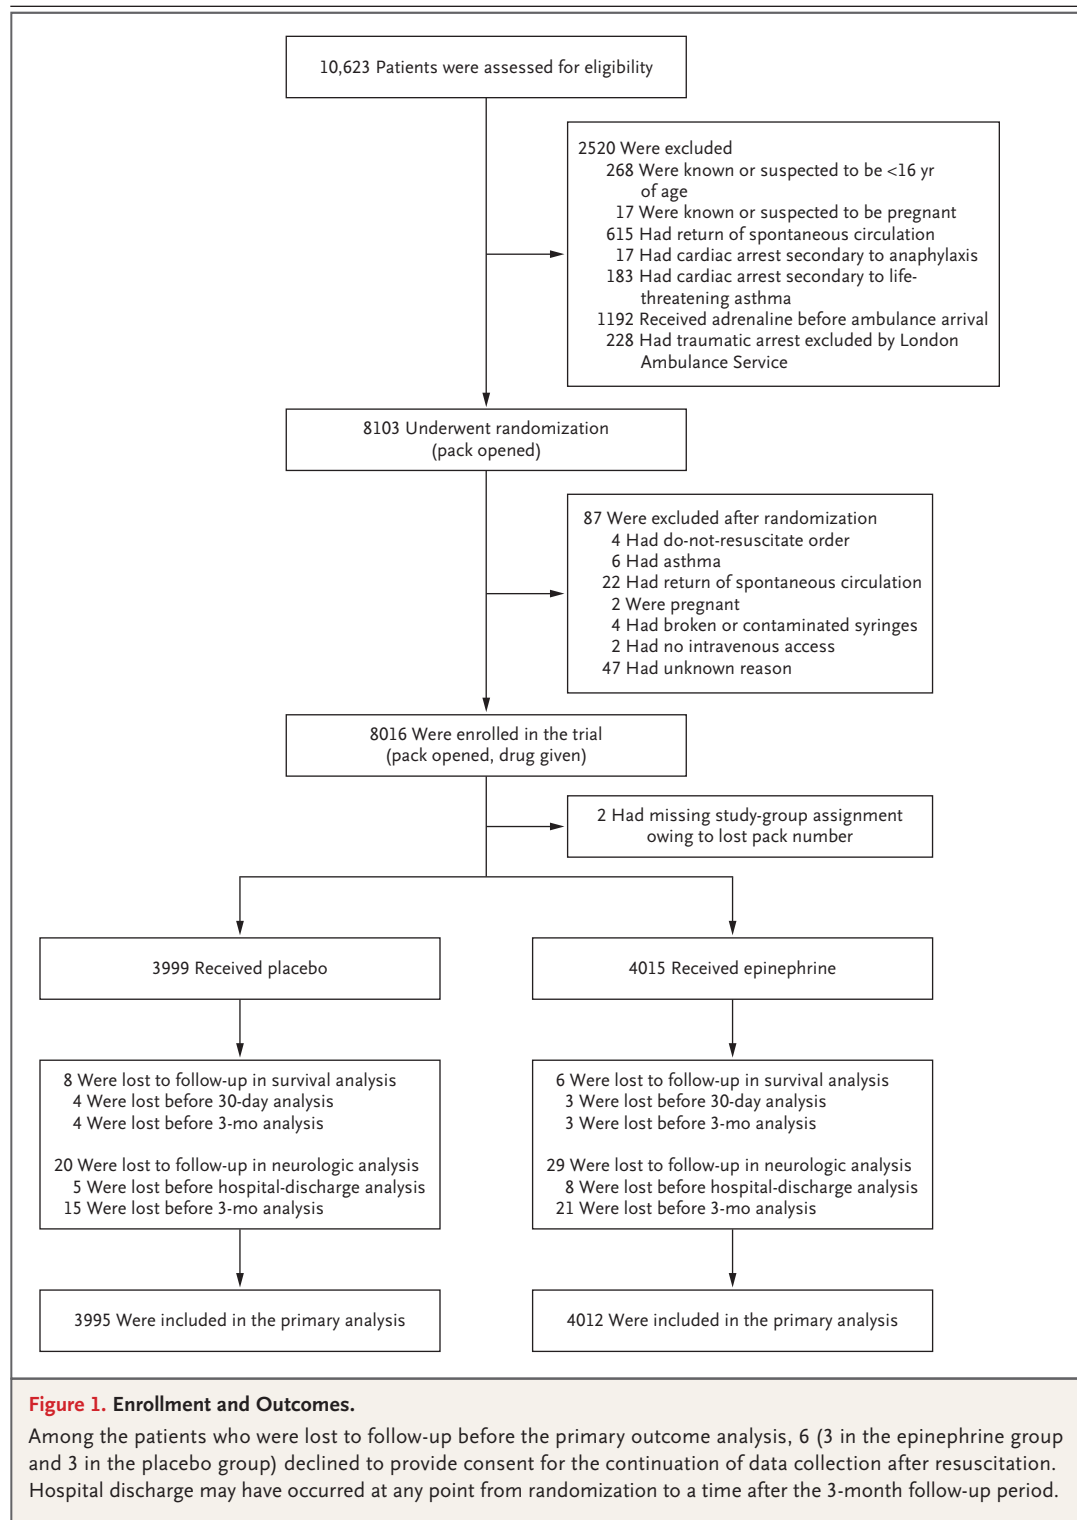 10,623 Patients were assessed for eligibility
2520 Were excluded
268 Were known or suspected to be <16 yr
of age
17 Were known or suspected to be pregnant
615 Had return of spontaneous circulation
17 Had cardiac arrest secondary to anaphylaxis
183 Had cardiac arrest secondary to life-
threatening asthma
1192 Received adrenaline before ambulance arrival
228 Had traumatic arrest excluded by London
Ambulance Service
8103 Underwent randomization
(pack opened)
87 Were excluded after randomization
4 Had do-not-resuscitate order
6 Had asthma
22 Had return of spontaneous circulation
2 Were pregnant
4 Had broken or contaminated syringes
2 Had no intravenous access
47 Had unknown reason
8016 Were enrolled in the trial
(pack opened, drug given)
2 Had missing study-group assignment
owing to lost pack number
3999 Received placebo
4015 Received epinephrine
8 Were lost to follow-up in survival analysis
4 Were lost before 30-day analysis
4 Were lost before 3-mo analysis
20 Were lost to follow-up in neurologic analysis
5 Were lost before hospital-discharge analysis
15 Were lost before 3-mo analysis
6 Were lost to follow-up in survival analysis
3 Were lost before 30-day analysis
3 Were lost before 3-mo analysis
29 Were lost to follow-up in neurologic analysis
8 Were lost before hospital-discharge analysis
21 Were lost before 3-mo analysis
3995 Were included in the primary analysis
4012 Were included in the primary analysis
Figure 1. Enrollment and Outcomes.
Among the patients who were lost to follow-up before the primary outcome analysis, 6 (3 in the epinephrine group
and 3 in the placebo group) declined to provide consent for the continuation of data collection after resuscitation.
Hospital discharge may have occurred at any point from randomization to a time after the 3-month follow-up period.